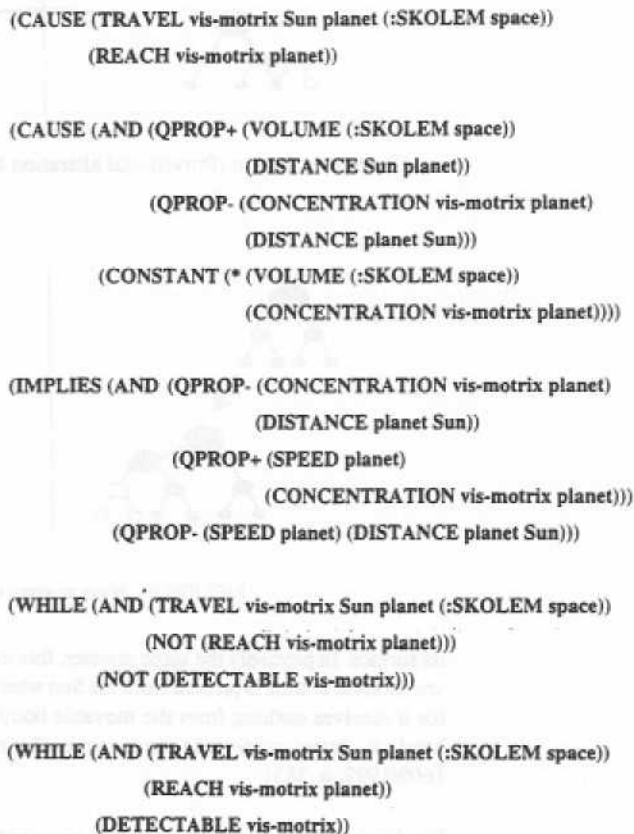 (CAUSE (TRAVEL vis-motrix Sun planet (:SKOLEM space))
(REACH vis-motrix planet))
(CAUSE (AND (QPROP+ (VOLUME (:SKOLEM space))
(DISTANCE Sun planet))
(QPROP- (CONCENTRATION vis-motrix planet)
(DISTANCE planet Sun)))
(CONSTANT (* (VOLUME (:SKOLEM space))
(CONCENTRATION vis-motrix planet))))
(IMPLIES (AND (QPROP- (CONCENTRATION vis-motrix planet)
(DISTANCE planet Sun))
(QPROP+ (SPEED planet)
(CONCENTRATION vis-motrix planet)))
(QPROP- (SPEED planet) (DISTANCE planet Sun)))
(WHILE (AND (TRAVEL vis-motrix Sun planet (:SKOLEM space))
(NOT (REACH vis-motrix planet)))
(NOT (DETECTABLE vis-motrix)))
(WHILE (AND (TRAVEL vis-motrix Sun planet (:SKOLEM space))
(REACH vis-motrix planet))
(DETECTABLE vis-motrix))